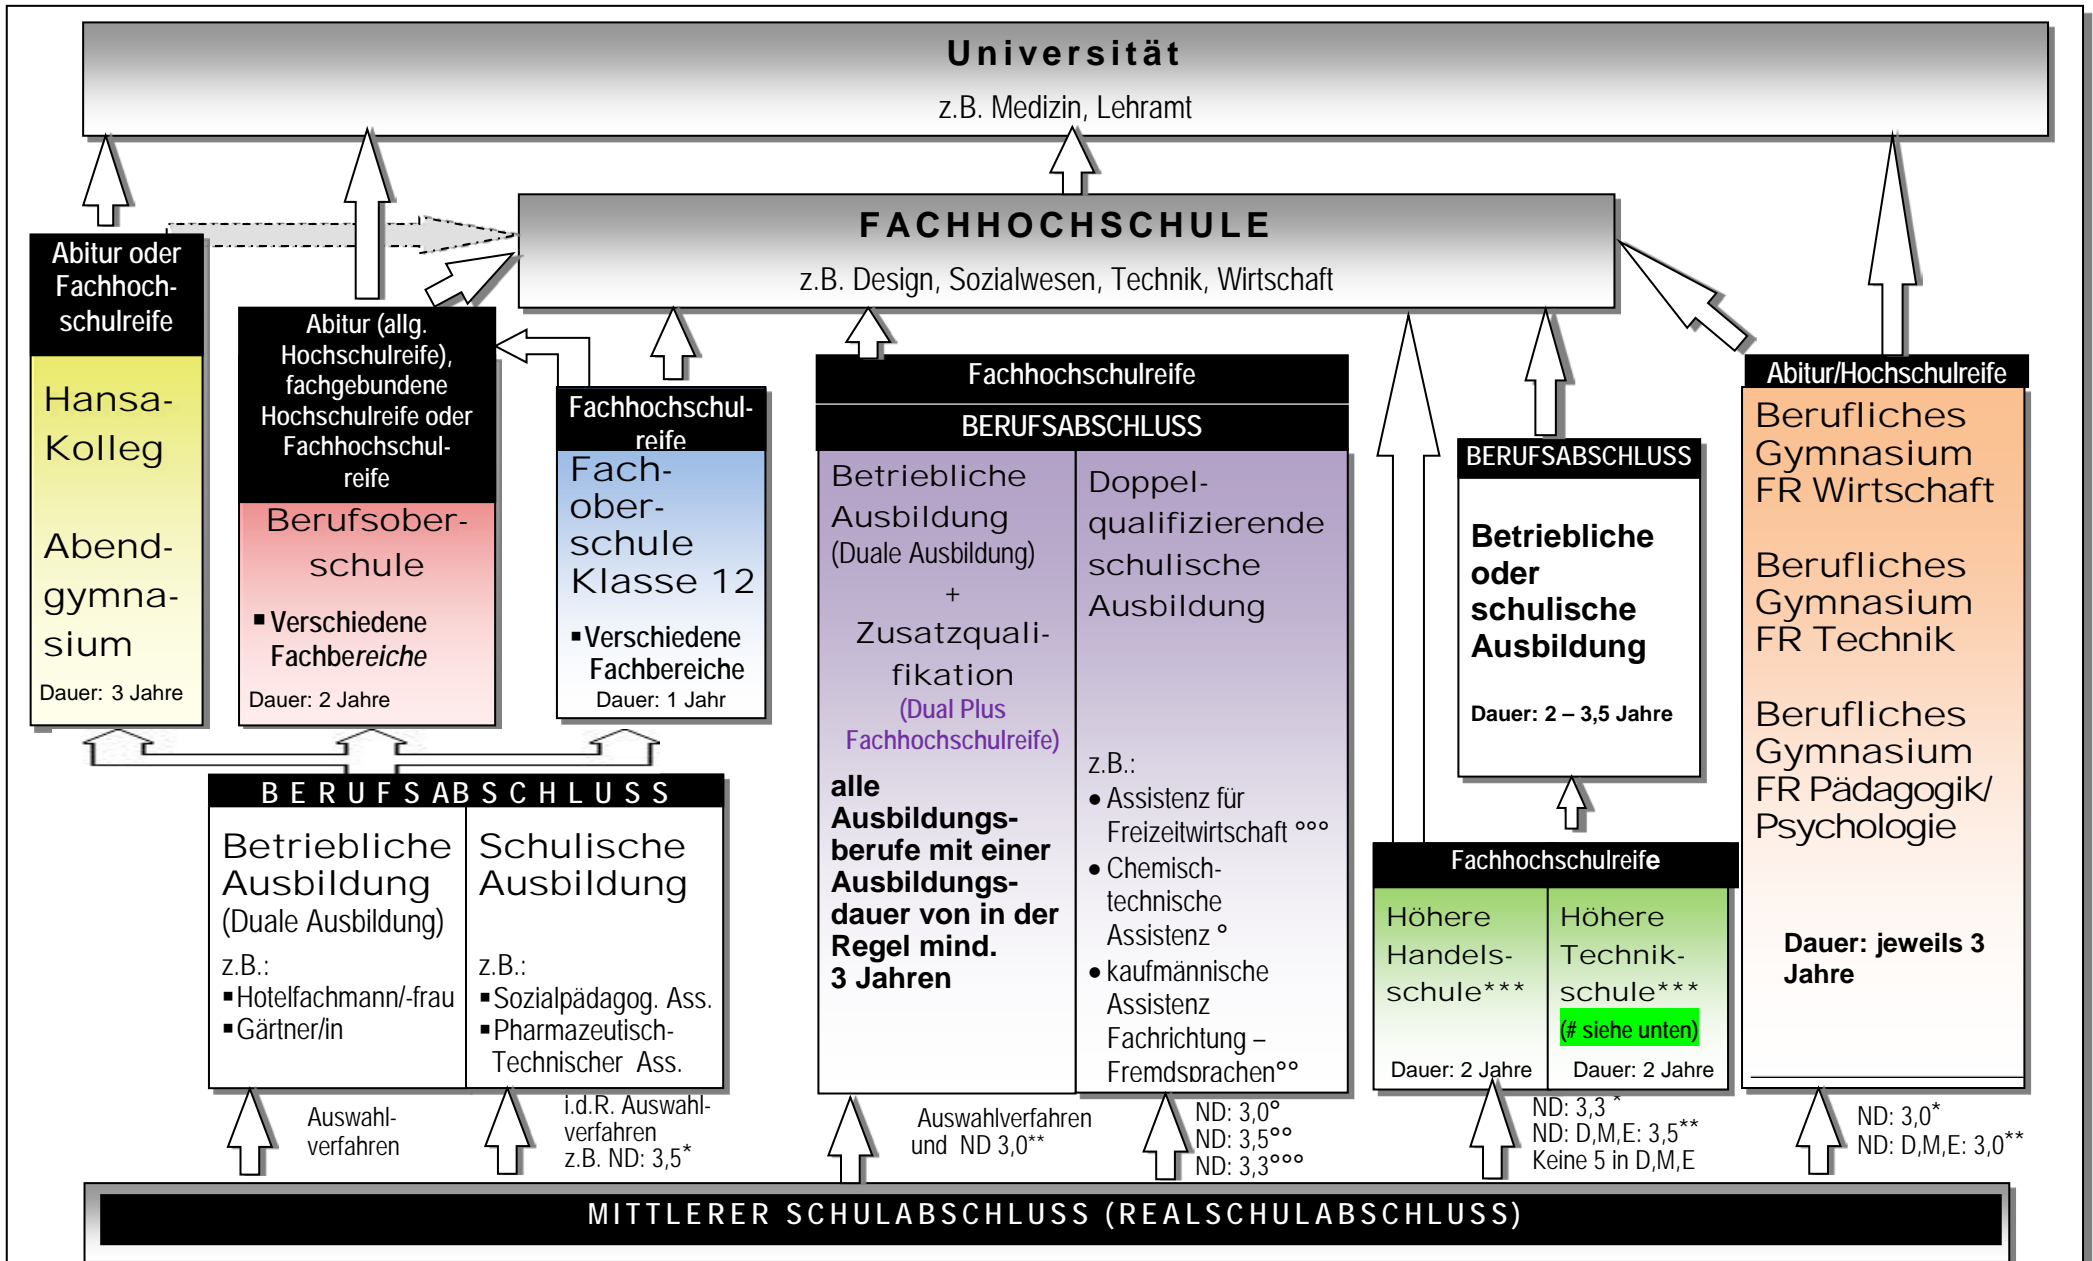 Universität
z.B. Medizin, Lehramt
FACHHOCHSCHULE
z.B. Design, Sozialwesen, Technik, Wirtschaft
Abitur oder
Fachhoch-
schulreife
Hansa-
Kolleg
Abend-
gymna-
sium
Dauer: 3 Jahre
Abitur (allg.
Hochschulreife),
fachgebundene
Hochschulreife oder
Fachhochschul-
reife
Berufsober-
schule
▪ Verschiedene
Fachbereiche
Dauer: 2 Jahre
Fachhochschul-
reife
Fach-
ober-
schule
Klasse 12
▪ Verschiedene
Fachbereiche
Dauer: 1 Jahr
Fachhochschulreife
BERUFSABSCHLUSS
Betriebliche
Ausbildung
(Duale Ausbildung)
+
Zusatzquali-
fikation
(Dual Plus
Fachhochschulreife)
alle
Ausbildungs-
berufe mit einer
Ausbildungs-
dauer von in der
Regel mind.
3 Jahren
Doppel-
qualifizierende
schulische
Ausbildung
z.B.:
• Assistenz für
Freizeitwirtschaft °°°
• Chemisch-
technische
Assistenz °
• kaufmännische
Assistenz
Fachrichtung –
Fremdsprachen°°
BERUFSABSCHLUSS
Betriebliche
oder
schulische
Ausbildung
Dauer: 2 – 3,5 Jahre
Abitur/Hochschulreife
Berufliches
Gymnasium
FR Wirtschaft
Berufliches
Gymnasium
FR Technik
Berufliches
Gymnasium
FR Pädagogik/
Psychologie
Dauer: jeweils 3
Jahre
BERUFSABSCHLUSS
Betriebliche
Ausbildung
(Duale Ausbildung)
z.B.:
▪ Hotelfachmann/-frau
▪ Gärtner/in
Schulische
Ausbildung
z.B.:
▪ Sozialpädagog. Ass.
▪ Pharmazeutisch-
Technischer Ass.
Fachhochschulreife
Höhere
Handels-
schule***
Dauer: 2 Jahre
Höhere
Technik-
schule***
(# siehe unten)
Dauer: 2 Jahre
Auswahl-
verfahren
i.d.R. Auswahl-
verfahren
z.B. ND: 3,5*
Auswahlverfahren
und ND 3,0**
ND: 3,0°
ND: 3,5°°
ND: 3,3°°°
ND: 3,3 *
ND: D,M,E: 3,5**
Keine 5 in D,M,E
ND: 3,0*
ND: D,M,E: 3,0**
MITTLERER SCHULABSCHLUSS (REALSCHULABSCHLUSS)